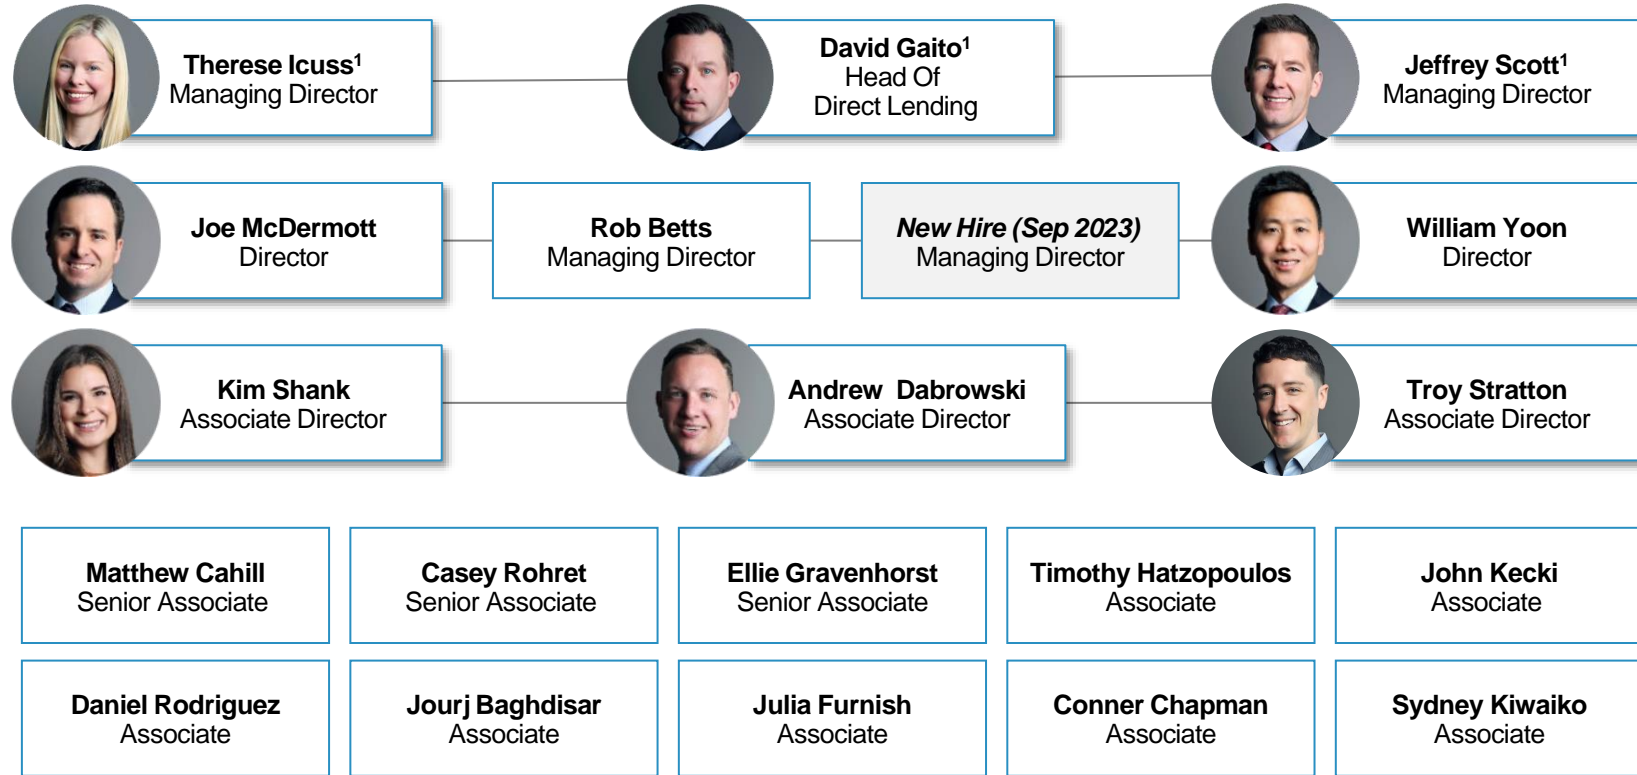 Therese Icuss¹
Managing Director
David Gaito¹
Head Of
Direct Lending
Jeffrey Scott¹
Managing Director
Joe McDermott
Director
Rob Betts
Managing Director
New Hire (Sep 2023)
Managing Director
William Yoon
Director
Kim Shank
Associate Director
Andrew Dabrowski
Associate Director
Troy Stratton
Associate Director
Matthew Cahill
Senior Associate
Casey Rohret
Senior Associate
Ellie Gravenhorst
Senior Associate
Timothy Hatzopoulos
Associate
John Kecki
Associate
Daniel Rodriguez
Associate
Jourj Baghdisar
Associate
Julia Furnish
Associate
Conner Chapman
Associate
Sydney Kiwaiko
Associate